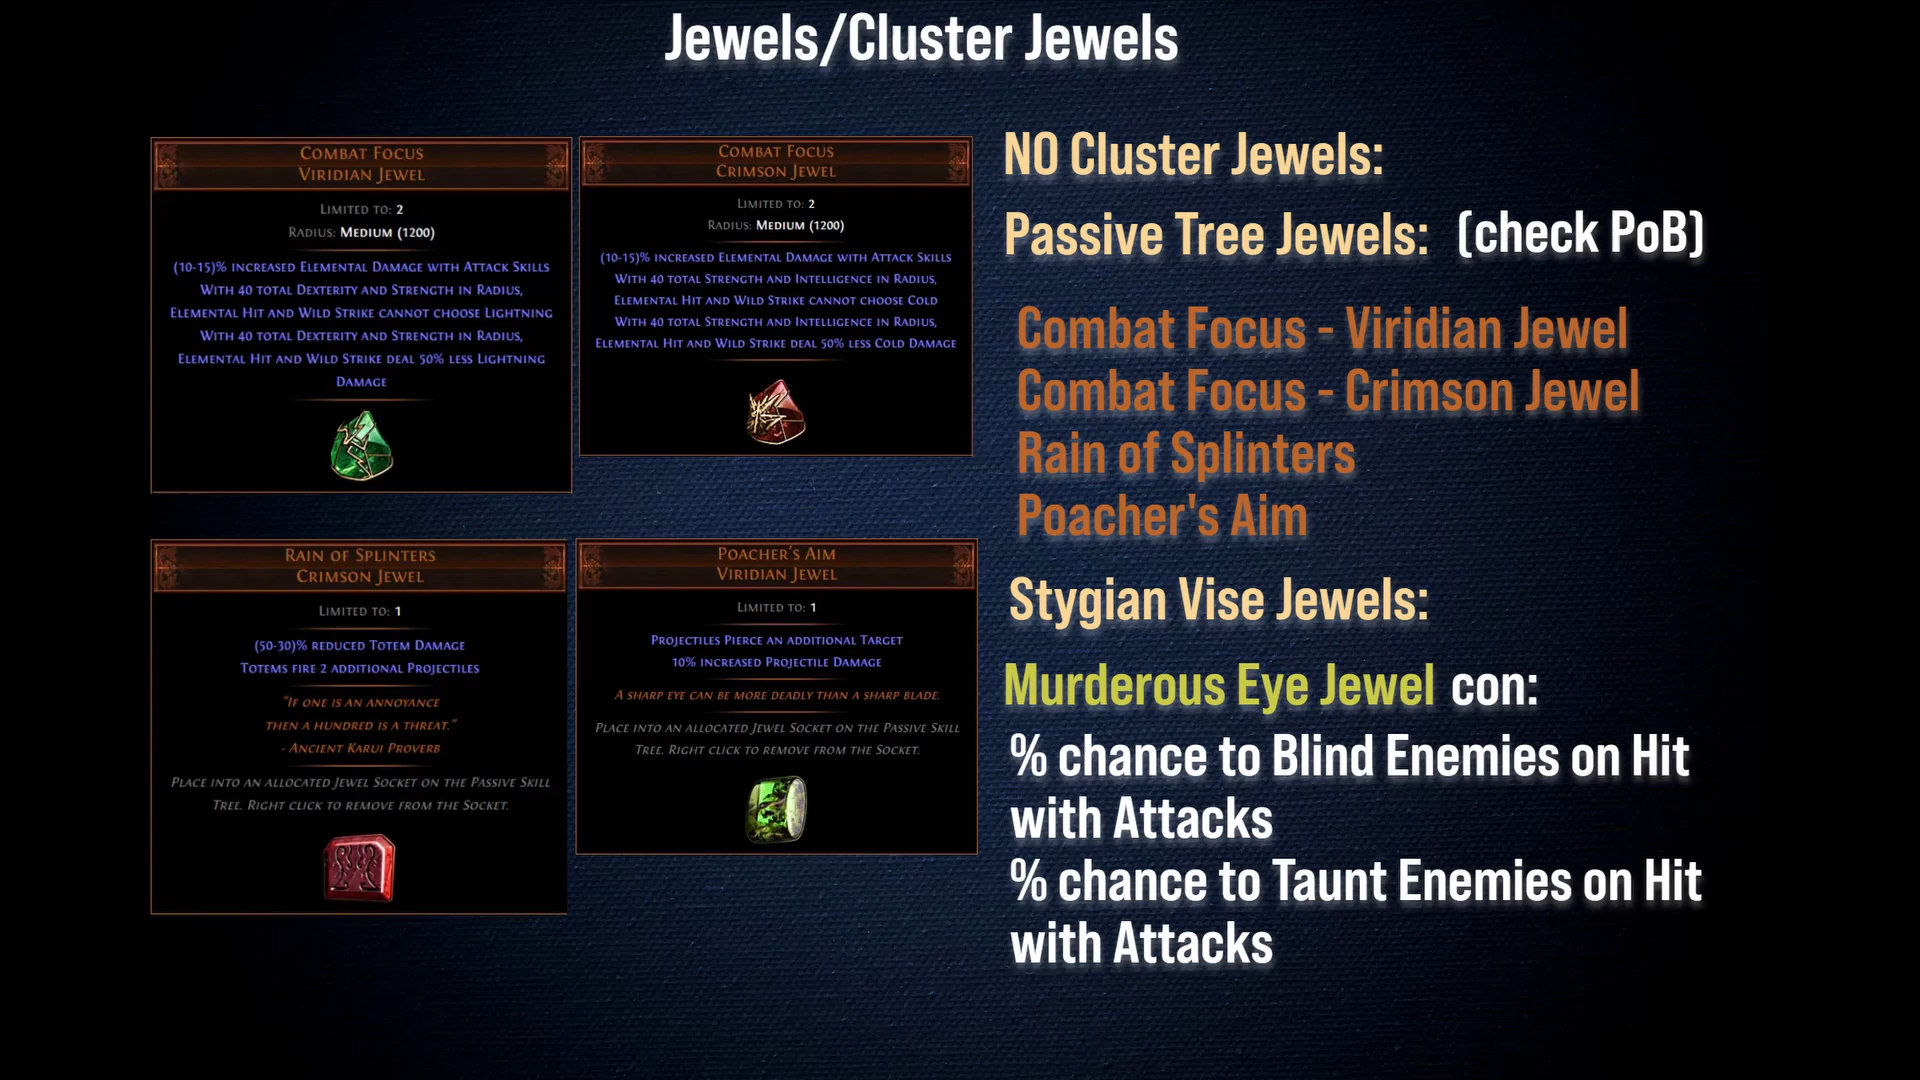 Jewels/Cluster Jewels
Combat Focus
Viridian Jewel
Limited to: 2
Radius: Medium (1200)
(10-15)% increased Elemental Damage with Attack Skills
With 40 total Dexterity and Strength in Radius,
Elemental Hit and Wild Strike cannot choose Lightning
With 40 total Dexterity and Strength in Radius,
Elemental Hit and Wild Strike deal 50% less Lightning
Damage
Combat Focus
Crimson Jewel
Limited to: 2
Radius: Medium (1200)
(10-15)% increased Elemental Damage with Attack Skills
With 40 total Strength and Intelligence in Radius,
Elemental Hit and Wild Strike cannot choose Cold
With 40 total Strength and Intelligence in Radius,
Elemental Hit and Wild Strike deal 50% less Cold Damage
Rain of Splinters
Crimson Jewel
Limited to: 1
(50-30)% reduced Totem Damage
Totems fire 2 additional Projectiles
"If one is an annoyance
then a hundred is a threat."
- Ancient Karui Proverb
Place into an allocated Jewel Socket on the Passive Skill
Tree. Right click to remove from the Socket.
Poacher's Aim
Viridian Jewel
Limited to: 1
Projectiles Pierce an additional Target
10% increased Projectile Damage
A sharp eye can be more deadly than a sharp blade.
Place into an allocated Jewel Socket on the Passive Skill
Tree. Right click to remove from the Socket.
NO Cluster Jewels:
Passive Tree Jewels: (check PoB)
Combat Focus - Viridian Jewel
Combat Focus - Crimson Jewel
Rain of Splinters
Poacher's Aim
Stygian Vise Jewels:
Murderous Eye Jewel con:
% chance to Blind Enemies on Hit
with Attacks
% chance to Taunt Enemies on Hit
with Attacks